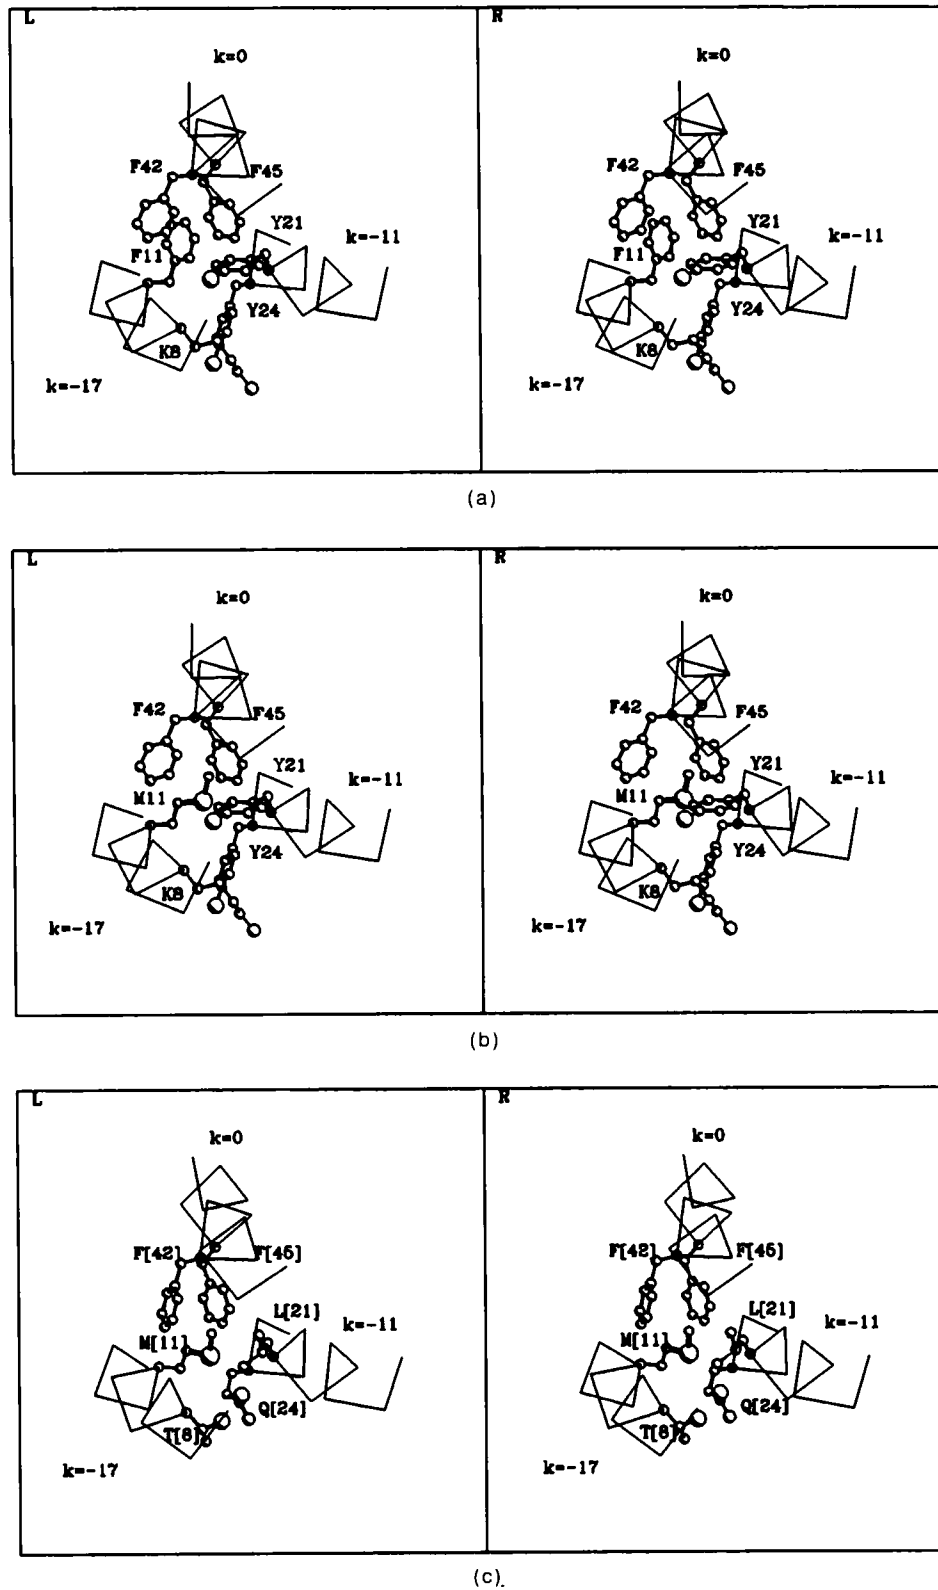 L R
k=0 k=0
F42 F45 F42 F45
Y21 Y21
k=-11 k=-11
F11 F11
Y24 Y24
K8 K8
k=-17 k=-17
(a)
L R
k=0 k=0
F42 F45 F42 F45
Y21 Y21
k=-11 k=-11
M11 M11
Y24 Y24
K8 K8
k=-17 k=-17
(b)
L R
k=0 k=0
F[42] F[45] F[42] F[45]
L[21] L[21]
k=-11 k=-11
M[11] M[11]
Q[24] Q[24]
T[8] T[8]
k=-17 k=-17
(c).